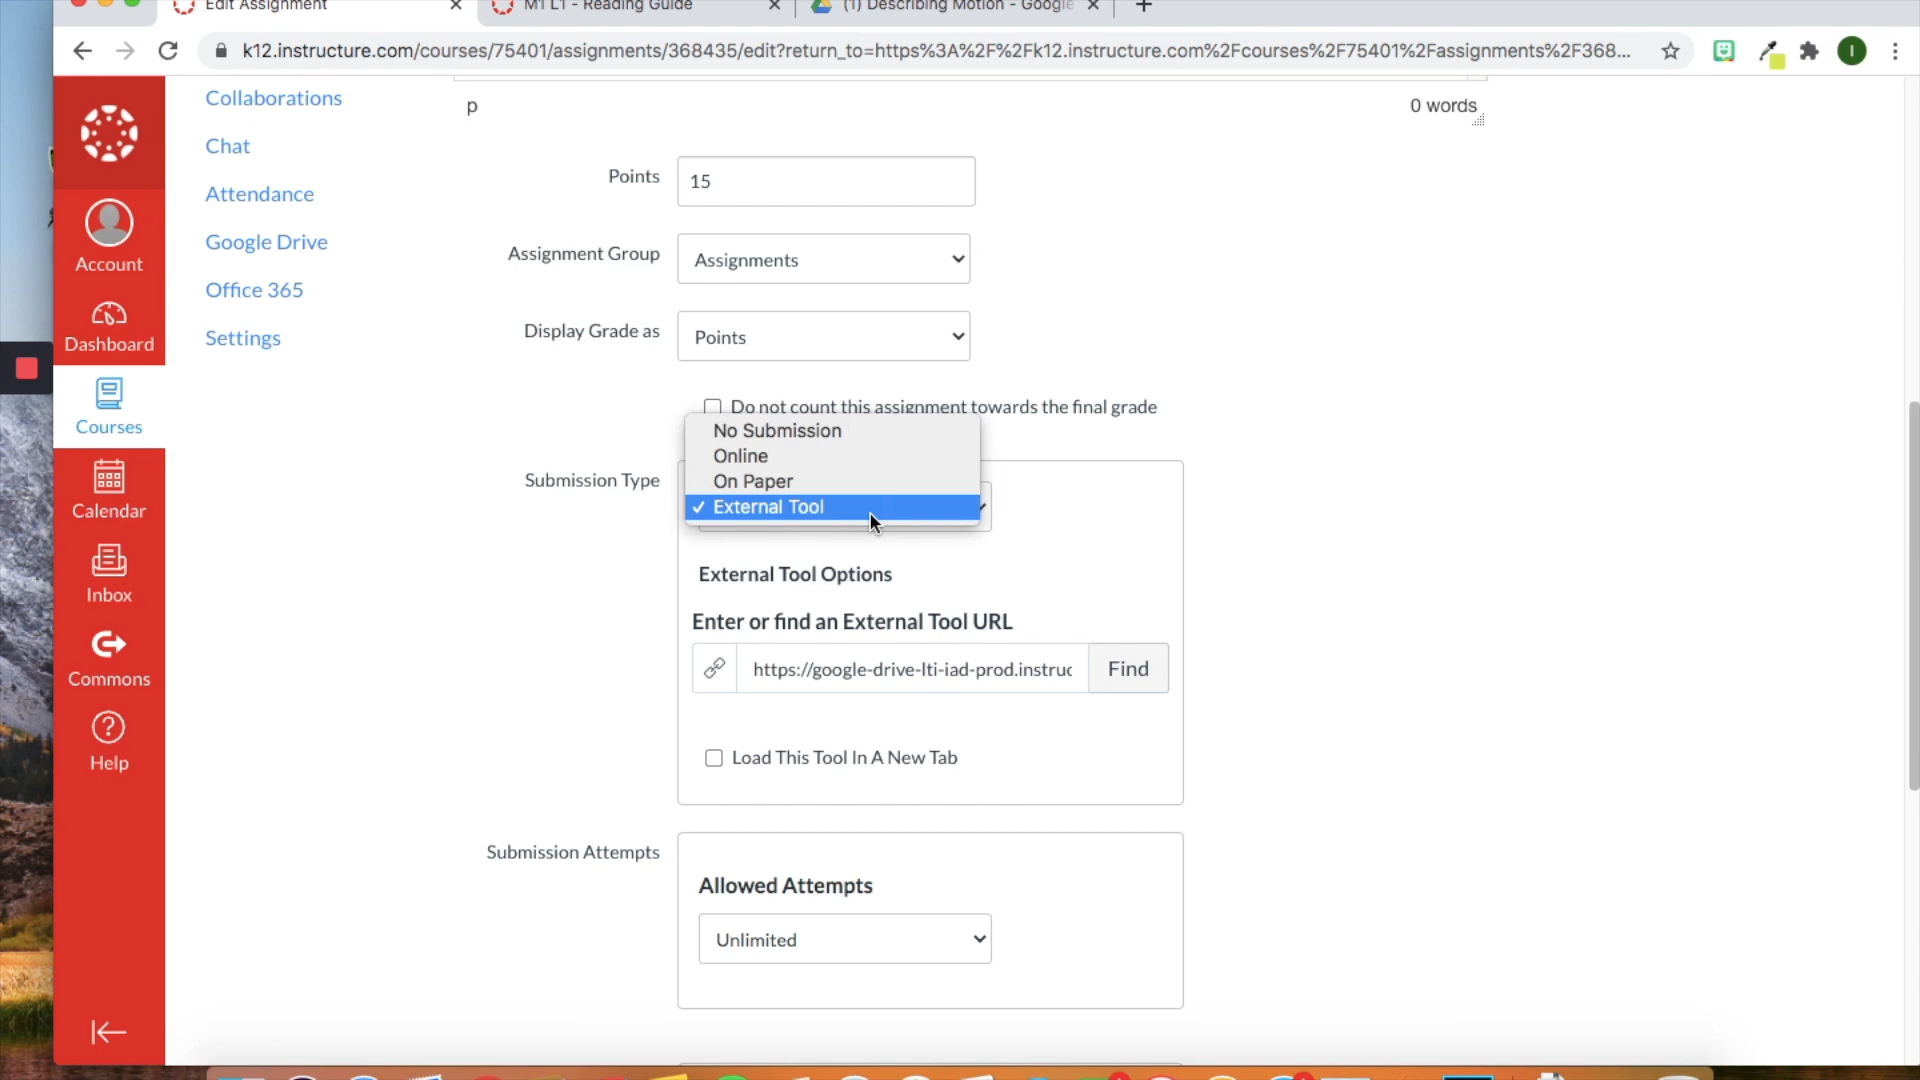 Edit Assignment
M1 L1 - Reading Guide
(1) Describing Motion - Google
k12.instructure.com/courses/75401/assignments/368435/edit?return_to=https%3A%2F%2Fk12.instructure.com%2Fcourses%2F75401%2Fassignments%2F368...
I
Collaborations
Chat
Attendance
Google Drive
Office 365
Settings
Account
Dashboard
Courses
Calendar
Inbox
Commons
Help
p
0 words
Points
15
Assignment Group
Assignments
Display Grade as
Points
Do not count this assignment towards the final grade
Submission Type
No Submission
Online
On Paper
✓ External Tool
External Tool Options
Enter or find an External Tool URL
https://google-drive-lti-iad-prod.instruc
Find
Load This Tool In A New Tab
Submission Attempts
Allowed Attempts
Unlimited